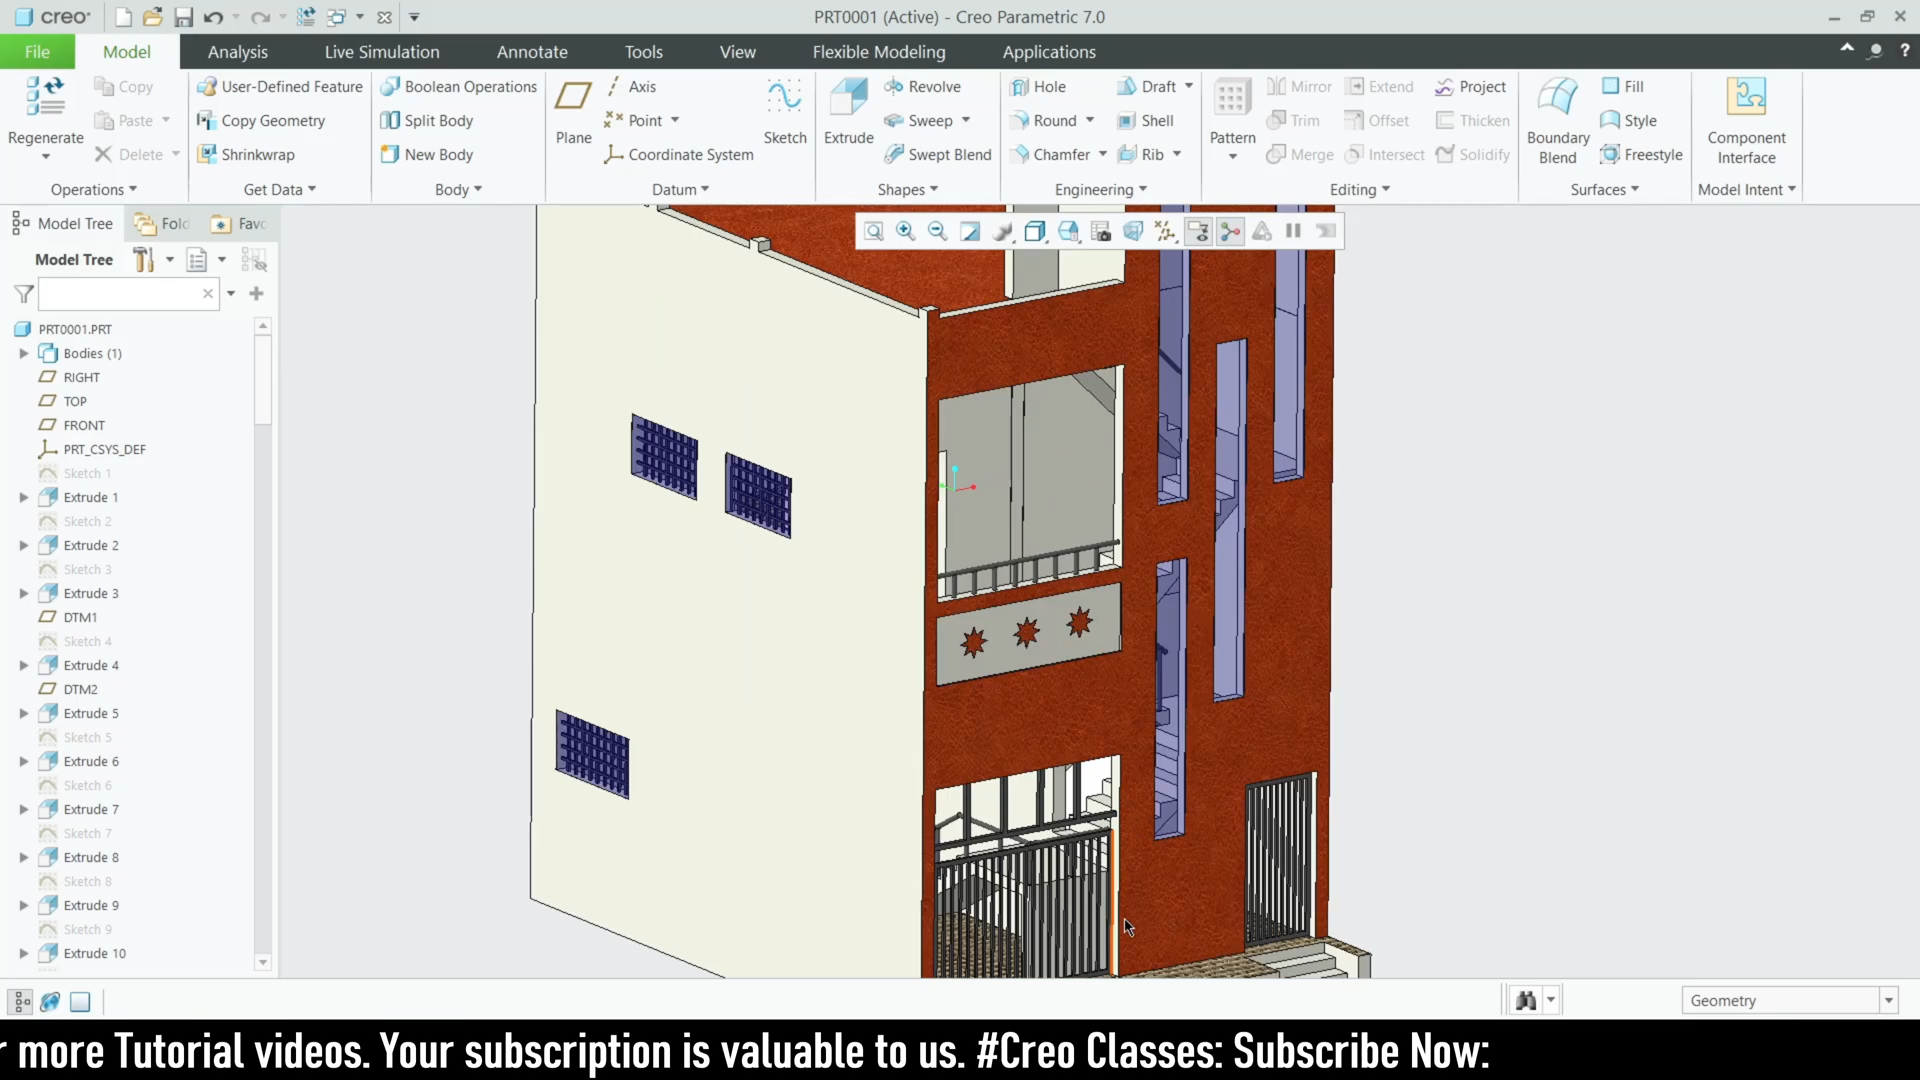 creo
PRT0001 (Active) - Creo Parametric 7.0
File
Model
Analysis
Live Simulation
Annotate
Tools
View
Flexible Modeling
Applications
Regenerate
Copy
Paste
Delete
Operations
User-Defined Feature
Copy Geometry
Shrinkwrap
Get Data
Boolean Operations
Split Body
New Body
Body
Plane
Axis
Point
Coordinate System
Sketch
Datum
Extrude
Revolve
Sweep
Swept Blend
Shapes
Hole
Round
Chamfer
Draft
Shell
Rib
Engineering
Pattern
Mirror
Trim
Merge
Extend
Offset
Intersect
Project
Thicken
Solidify
Editing
Boundary
Blend
Fill
Style
Freestyle
Surfaces
Component
Interface
Model Intent
Model Tree
Fold
Favo
Model Tree
PRT0001.PRT
Bodies (1)
RIGHT
TOP
FRONT
PRT_CSYS_DEF
Sketch 1
Extrude 1
Sketch 2
Extrude 2
Sketch 3
Extrude 3
DTM1
Sketch 4
Extrude 4
DTM2
Extrude 5
Sketch 5
Extrude 6
Sketch 6
Extrude 7
Sketch 7
Extrude 8
Sketch 8
Extrude 9
Sketch 9
Extrude 10
Geometry
r more Tutorial videos. Your subscription is valuable to us. #Creo Classes: Subscribe Now: